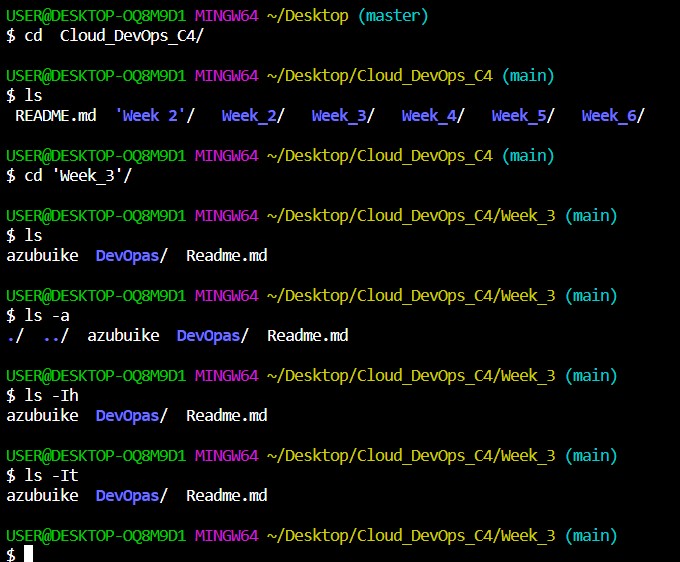 USER@DESKTOP-OQ8M9D1 MINGW64 ~/Desktop (master)
$ cd  Cloud_DevOps_C4/
USER@DESKTOP-OQ8M9D1 MINGW64 ~/Desktop/Cloud_DevOps_C4 (main)
$ ls
 README.md  'Week 2'/   Week_2/   Week_3/   Week_4/   Week_5/   Week_6/
USER@DESKTOP-OQ8M9D1 MINGW64 ~/Desktop/Cloud_DevOps_C4 (main)
$ cd 'Week_3'/
USER@DESKTOP-OQ8M9D1 MINGW64 ~/Desktop/Cloud_DevOps_C4/Week_3 (main)
$ ls
azubuike  DevOpas/  Readme.md
USER@DESKTOP-OQ8M9D1 MINGW64 ~/Desktop/Cloud_DevOps_C4/Week_3 (main)
$ ls -a
./  ../  azubuike  DevOpas/  Readme.md
USER@DESKTOP-OQ8M9D1 MINGW64 ~/Desktop/Cloud_DevOps_C4/Week_3 (main)
$ ls -Ih
azubuike  DevOpas/  Readme.md
USER@DESKTOP-OQ8M9D1 MINGW64 ~/Desktop/Cloud_DevOps_C4/Week_3 (main)
$ ls -It
azubuike  DevOpas/  Readme.md
USER@DESKTOP-OQ8M9D1 MINGW64 ~/Desktop/Cloud_DevOps_C4/Week_3 (main)
$